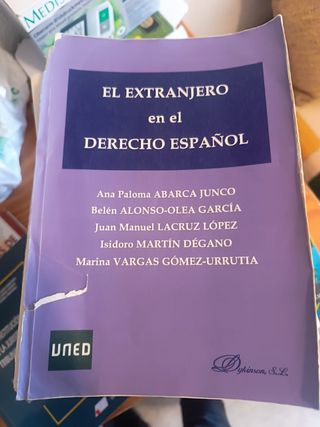 EL EXTRANJERO
en el
DERECHO ESPAÑOL
Ana Paloma ABARCA JUNCO
Belén ALONSO-OLEA GARCÍA
Juan Manuel LACRUZ LÓPEZ
Isidoro MARTÍN DÉGANO
Marina VARGAS GÓMEZ-URRUTIA
UNED
Dykinson, S.L.